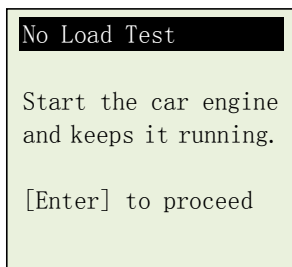 No Load Test
Start the car engine
and keeps it running.
[Enter] to proceed